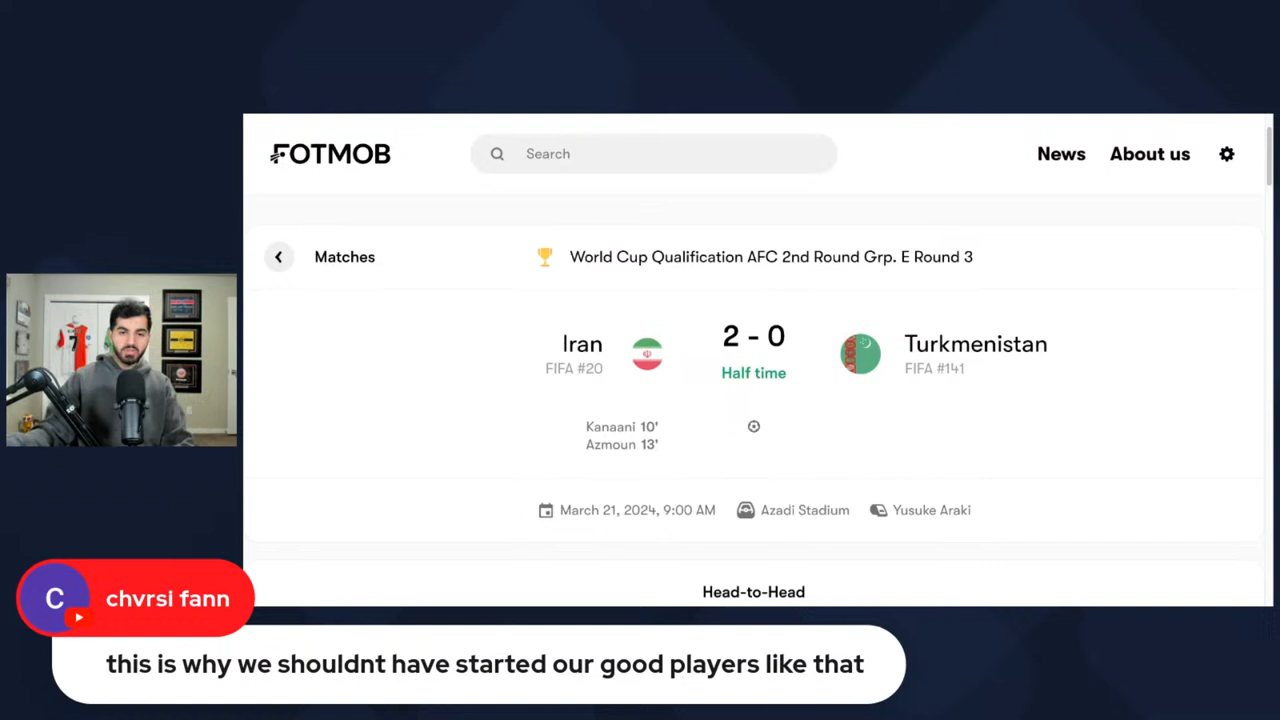 FOTMOB
Search
News
About us
Matches
World Cup Qualification AFC 2nd Round Grp. E Round 3
Iran
FIFA #20
2 - 0
Half time
Turkmenistan
FIFA #141
Kanaani 10'
Azmoun 13'
March 21, 2024, 9:00 AM
Azadi Stadium
Yusuke Araki
Head-to-Head
7
C
chvrsi fann
this is why we shouldnt have started our good players like that